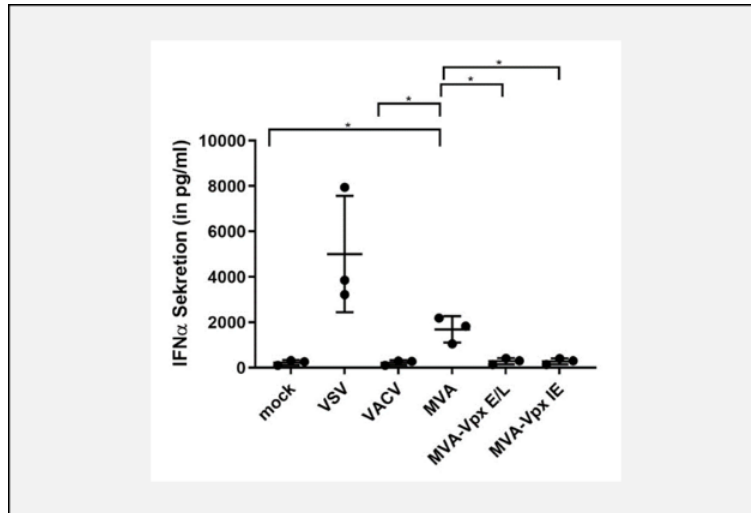 *
*
*
*
IFNα Sekretion (in pg/ml)
10000
8000
6000
4000
2000
0
mock
VSV
VACV
MVA
MVA-Vpx E/L
MVA-Vpx IE